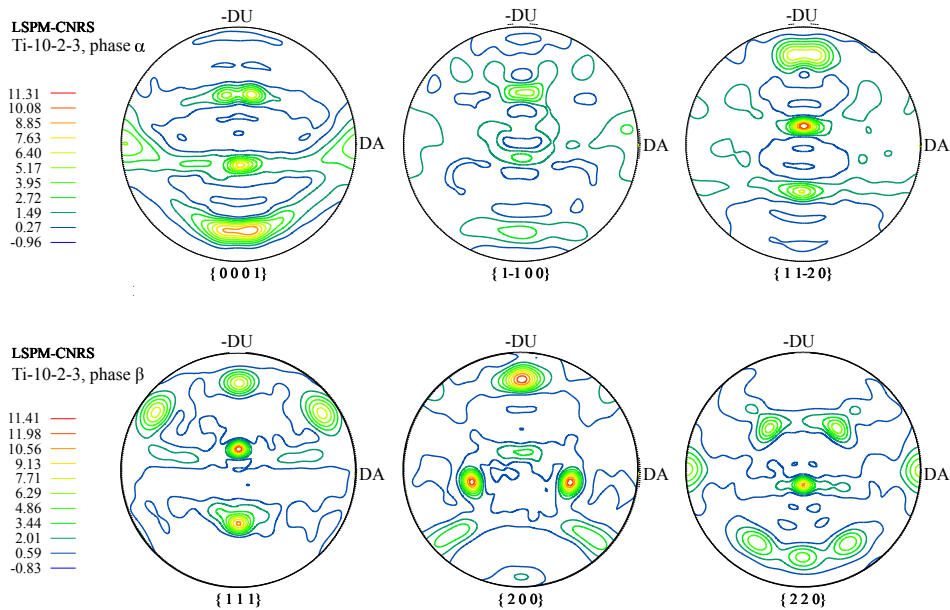 -DU
-DU
-DU
LSPM-CNRS
Ti-10-2-3, phase α
11.31
10.08
8.85
7.63
6.40
5.17
3.95
2.72
1.49
0.27
-0.96
DA
DA
DA
{0 0 0 1}
{1-1 0 0}
{1 1-2 0}
-DU
-DU
-DU
LSPM-CNRS
Ti-10-2-3, phase β
11.41
11.98
10.56
9.13
7.71
6.29
4.86
3.44
2.01
0.59
-0.83
DA
DA
DA
{1 1 1}
{2 0 0}
{2 2 0}